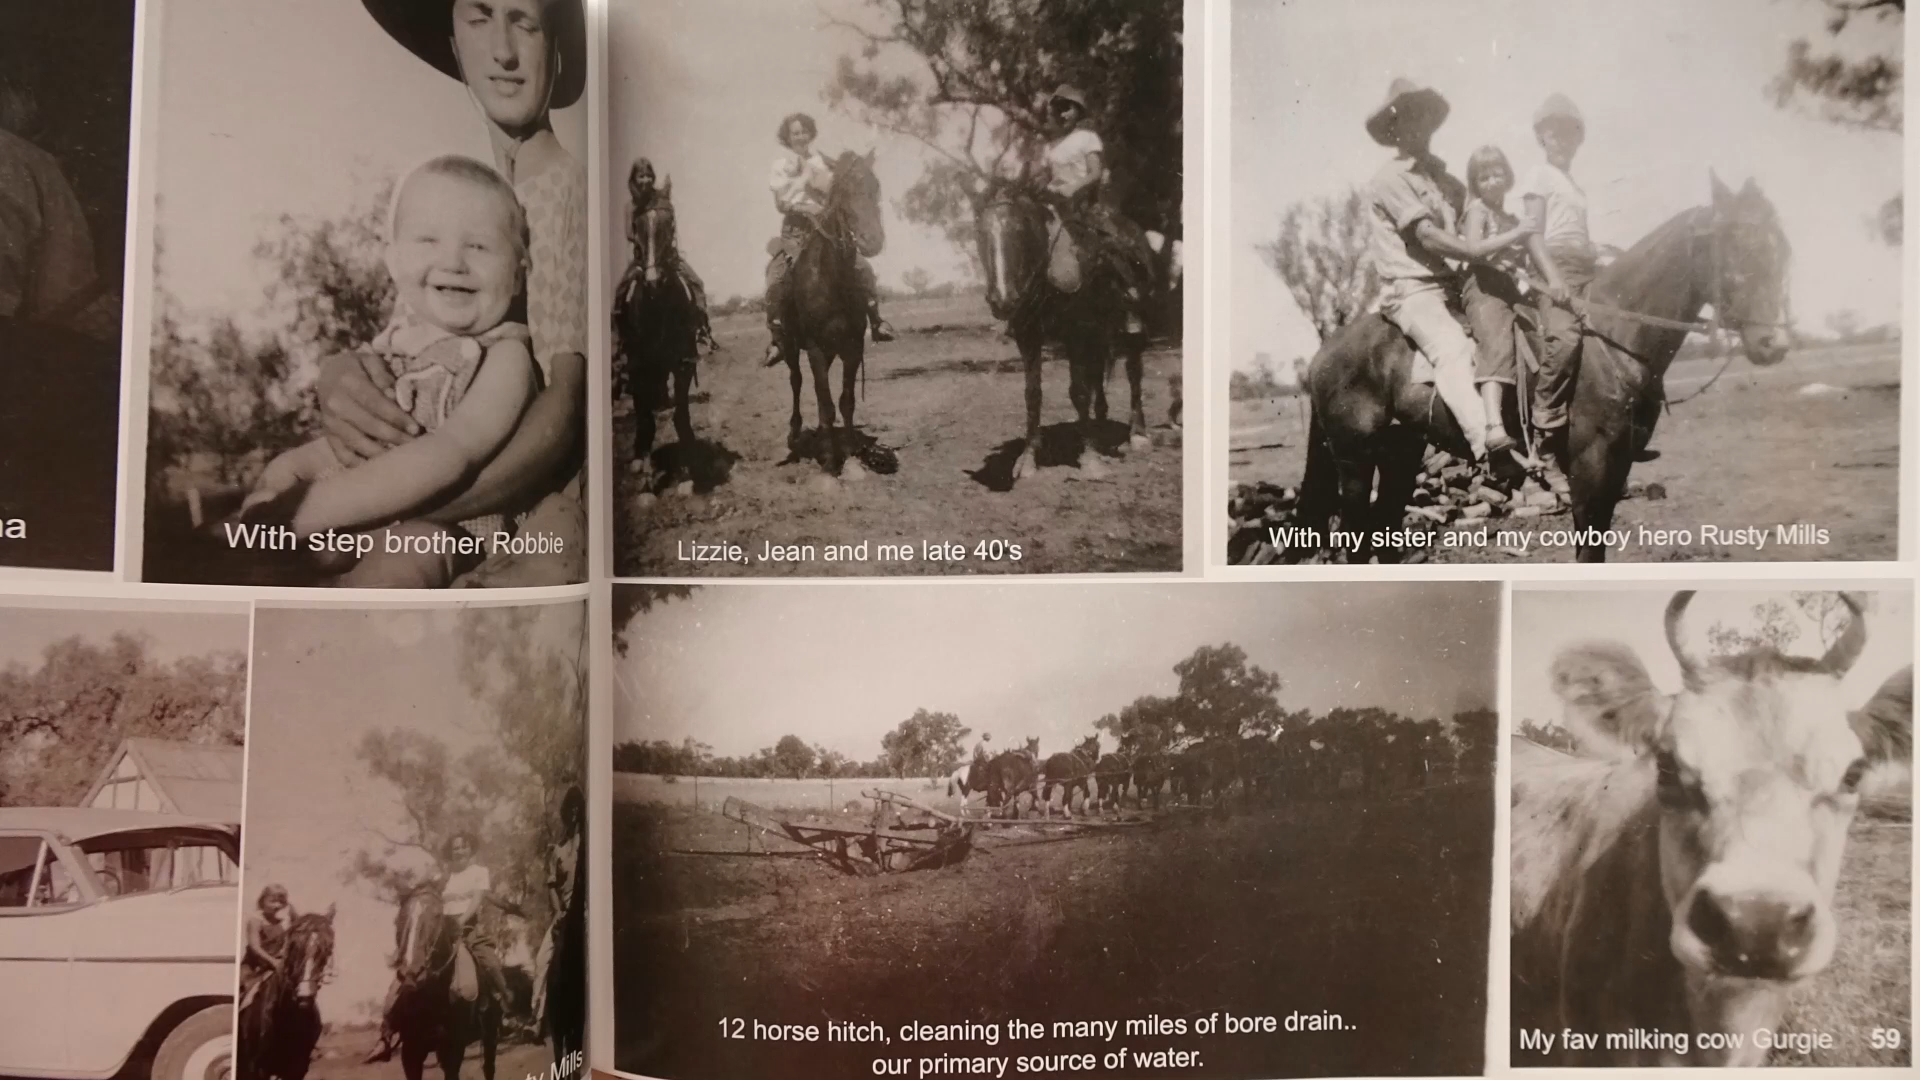 na
With step brother Robbie
Mills
Lizzie, Jean and me late 40's
With my sister and my cowboy hero Rusty Mills
12 horse hitch, cleaning the many miles of bore drain..
our primary source of water.
My fav milking cow Gurgie
59